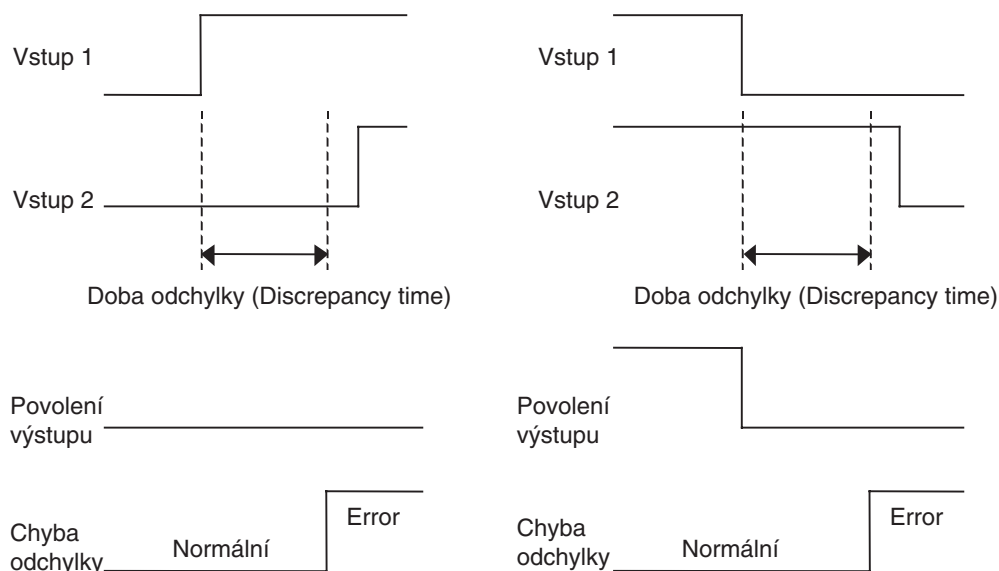 Vstup 1
Vstup 2
Doba odchylky (Discrepancy time)
Povolení
výstupu
Chyba
odchylky
Normální
Error
Vstup 1
Vstup 2
Doba odchylky (Discrepancy time)
Povolení
výstupu
Chyba
odchylky
Normální
Error